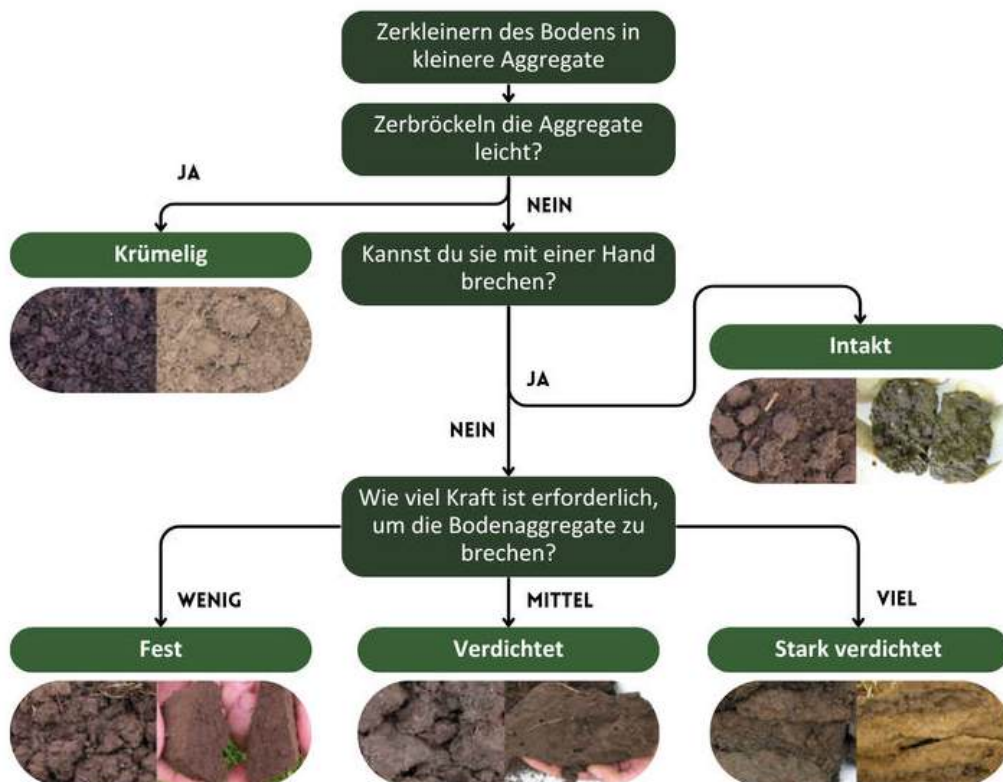 Zerkleinern des Bodens in
kleinere Aggregate
Zerbröckeln die Aggregate
leicht?
JA
NEIN
Krümelig
Kannst du sie mit einer Hand
brechen?
Intakt
JA
NEIN
Wie viel Kraft ist erforderlich,
um die Bodenaggregate zu
brechen?
WENIG
MITTEL
VIEL
Fest
Verdichtet
Stark verdichtet